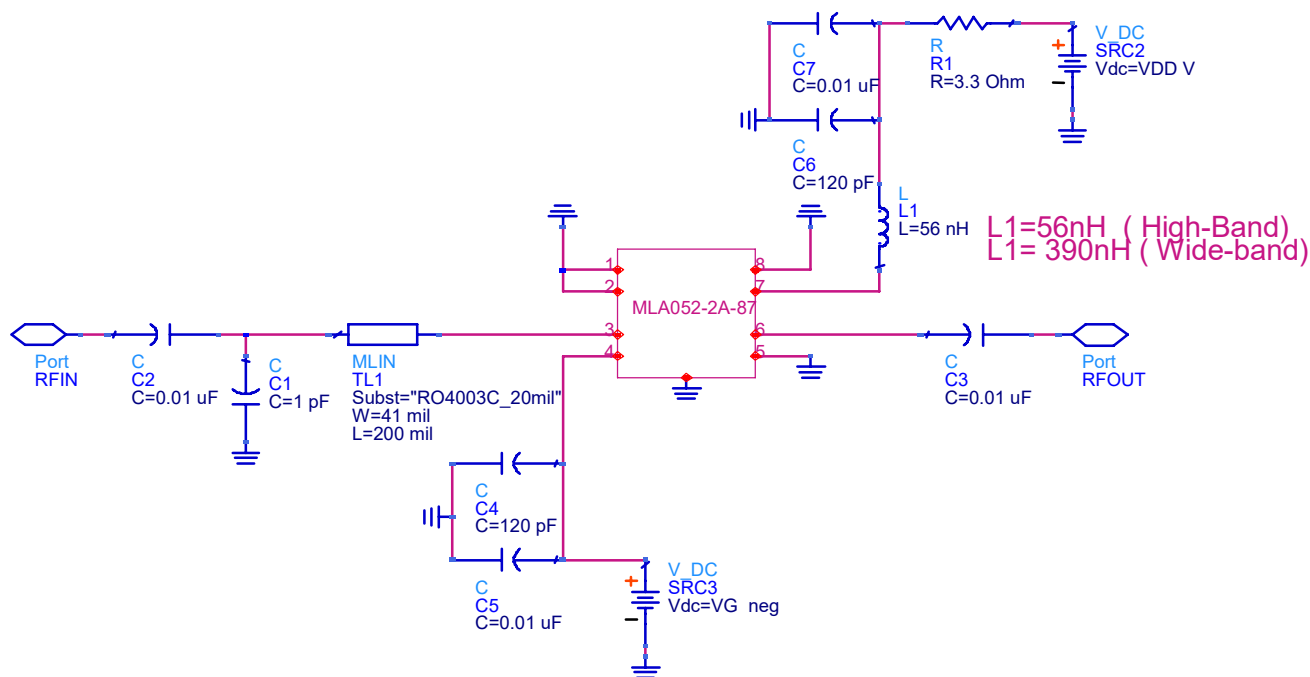 C
C7
C=0.01 uF
R
R1
R=3.3 Ohm
V_DC
SRC2
Vdc=VDD V
+
C
C6
C=120 pF
L
L1
L=56 nH
L1=56nH ( High-Band)
L1= 390nH ( Wide-band)
1
2
3
4
8
7
6
5
MLA052-2A-87
Port
RFIN
C
C2
C=0.01 uF
C
C1
C=1 pF
MLIN
TL1
Subst="RO4003C_20mil"
W=41 mil
L=200 mil
C
C3
C=0.01 uF
Port
RFOUT
C
C4
C=120 pF
C
C5
C=0.01 uF
V_DC
SRC3
Vdc=VG neg
+